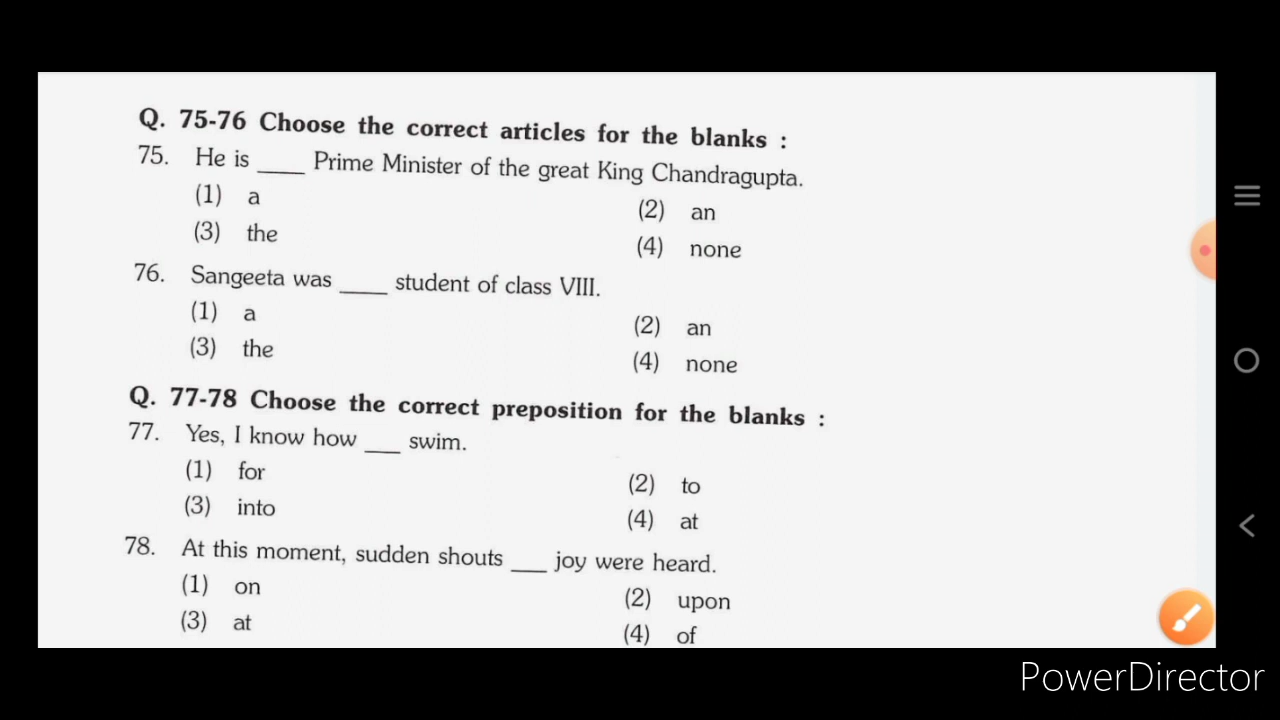 Q. 75-76 Choose the correct articles for the blanks :
75. He is ____ Prime Minister of the great King Chandragupta.
(1) a (2) an
(3) the (4) none
76. Sangeeta was ____ student of class VIII.
(1) a (2) an
(3) the (4) none
Q. 77-78 Choose the correct preposition for the blanks :
77. Yes, I know how ___ swim.
(1) for (2) to
(3) into (4) at
78. At this moment, sudden shouts ___ joy were heard.
(1) on (2) upon
(3) at (4) of
PowerDirector